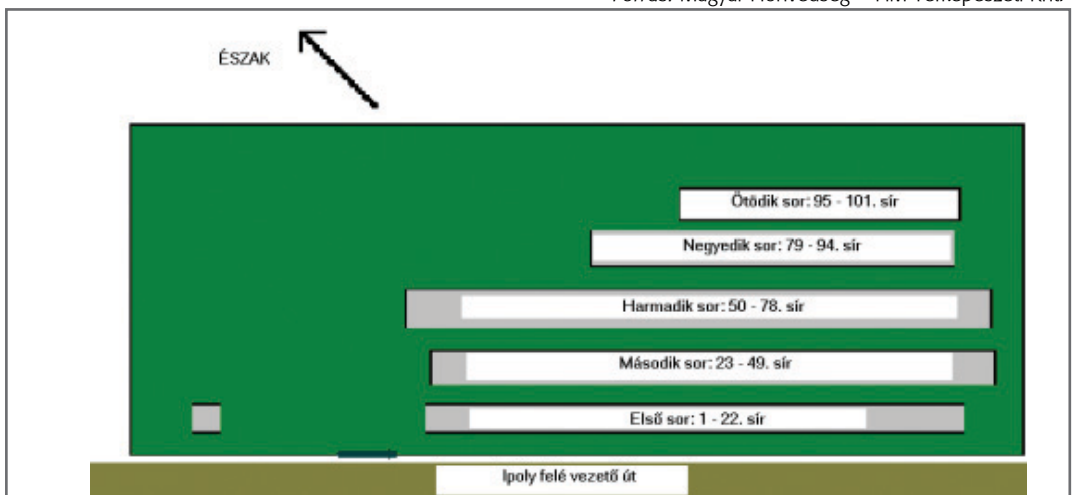 ÉSZAK
Ötödik sor: 95 - 101. sír
Negyedik sor: 79 - 94. sír
Harmadik sor: 50 - 78. sír
Második sor: 23 - 49. sír
Első sor: 1 - 22. sír
Ipoly felé vezető út